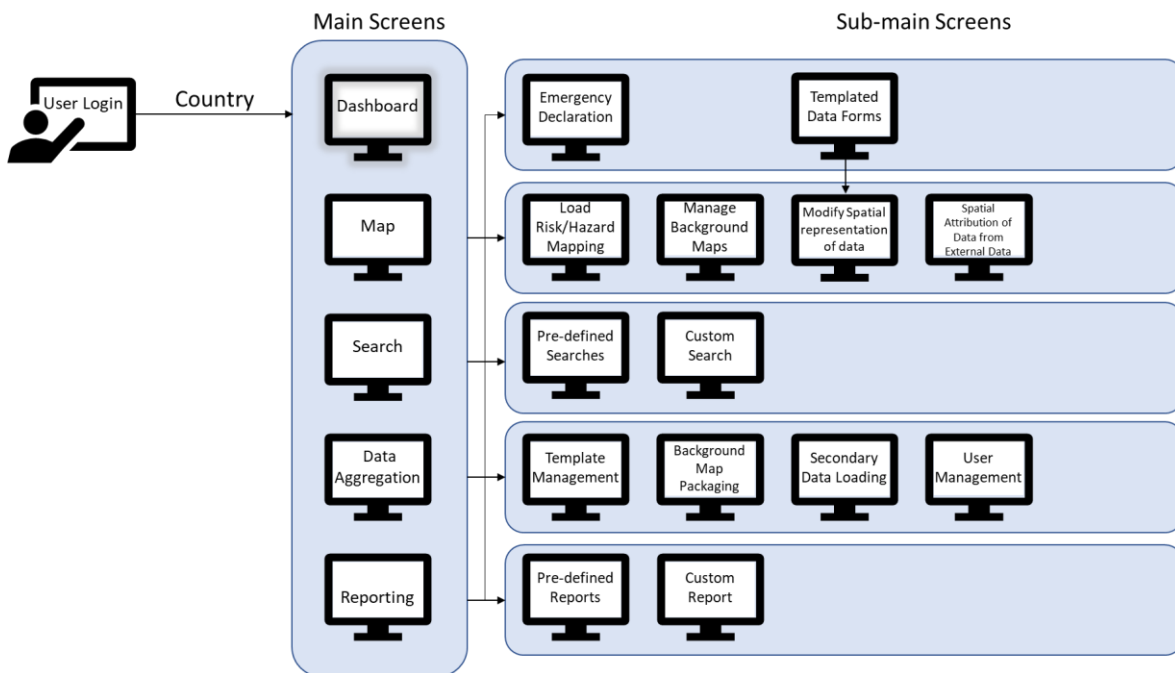 Main Screens
Sub-main Screens
User Login
Country
Dashboard
Emergency
Declaration
Templated
Data Forms
Map
Load
Risk/Hazard
Mapping
Manage
Background
Maps
Modify Spatial
representation
of data
Spatial
Attribution of
Data from
External Data
Search
Pre-defined
Searches
Custom
Search
Data
Aggregation
Template
Management
Background
Map
Packaging
Secondary
Data Loading
User
Management
Reporting
Pre-defined
Reports
Custom
Report